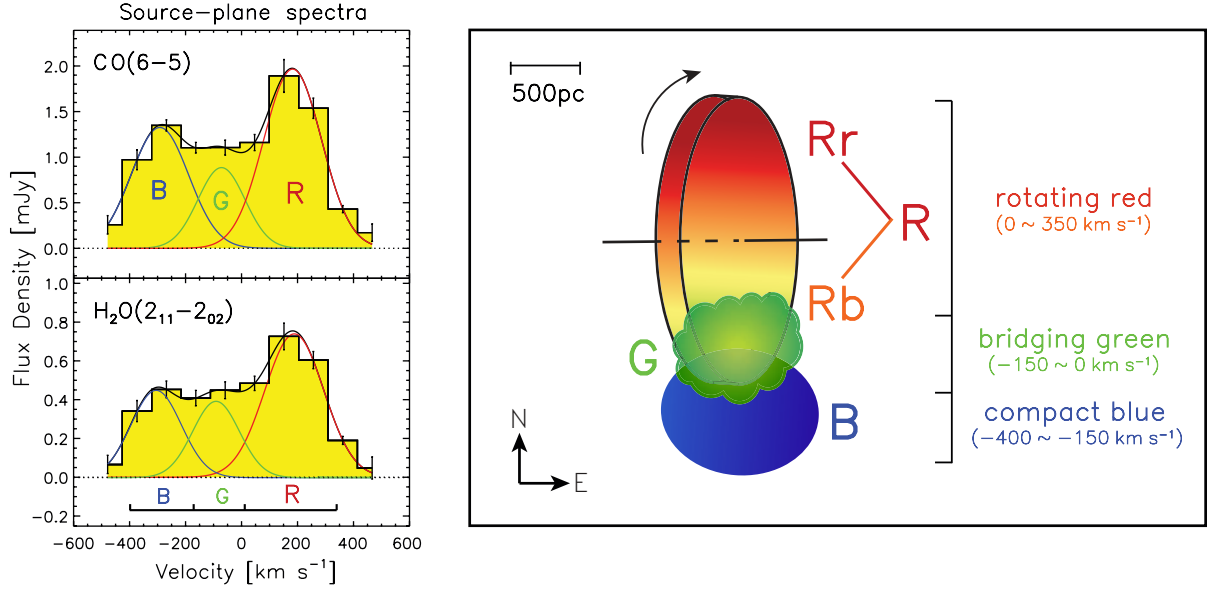 Source-plane spectra
CO(6-5)
2.0
1.5
1.0
0.5
0.0
B
G
R
H₂O(2₁₁-2₀₂)
1.0
0.8
0.6
0.4
0.2
0.0
-0.2
B
G
R
-600 -400 -200 0 200 400 600
Velocity [km s⁻¹]
Flux Density [mJy]
500pc
Rr
R
Rb
G
B
N
E
rotating red
(0 ~ 350 km s⁻¹)
bridging green
(-150 ~ 0 km s⁻¹)
compact blue
(-400 ~ -150 km s⁻¹)